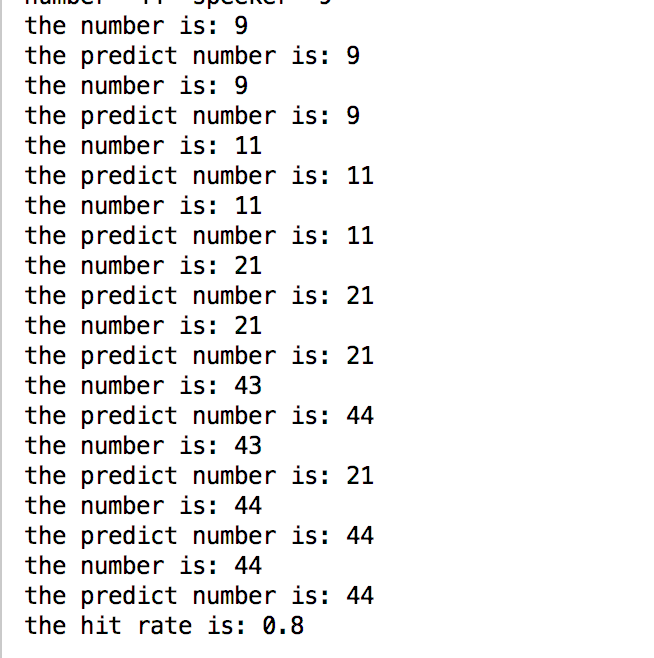 the number is: 9
the predict number is: 9
the number is: 9
the predict number is: 9
the number is: 11
the predict number is: 11
the number is: 11
the predict number is: 11
the number is: 21
the predict number is: 21
the number is: 21
the predict number is: 21
the number is: 43
the predict number is: 44
the number is: 43
the predict number is: 21
the number is: 44
the predict number is: 44
the number is: 44
the predict number is: 44
the hit rate is: 0.8